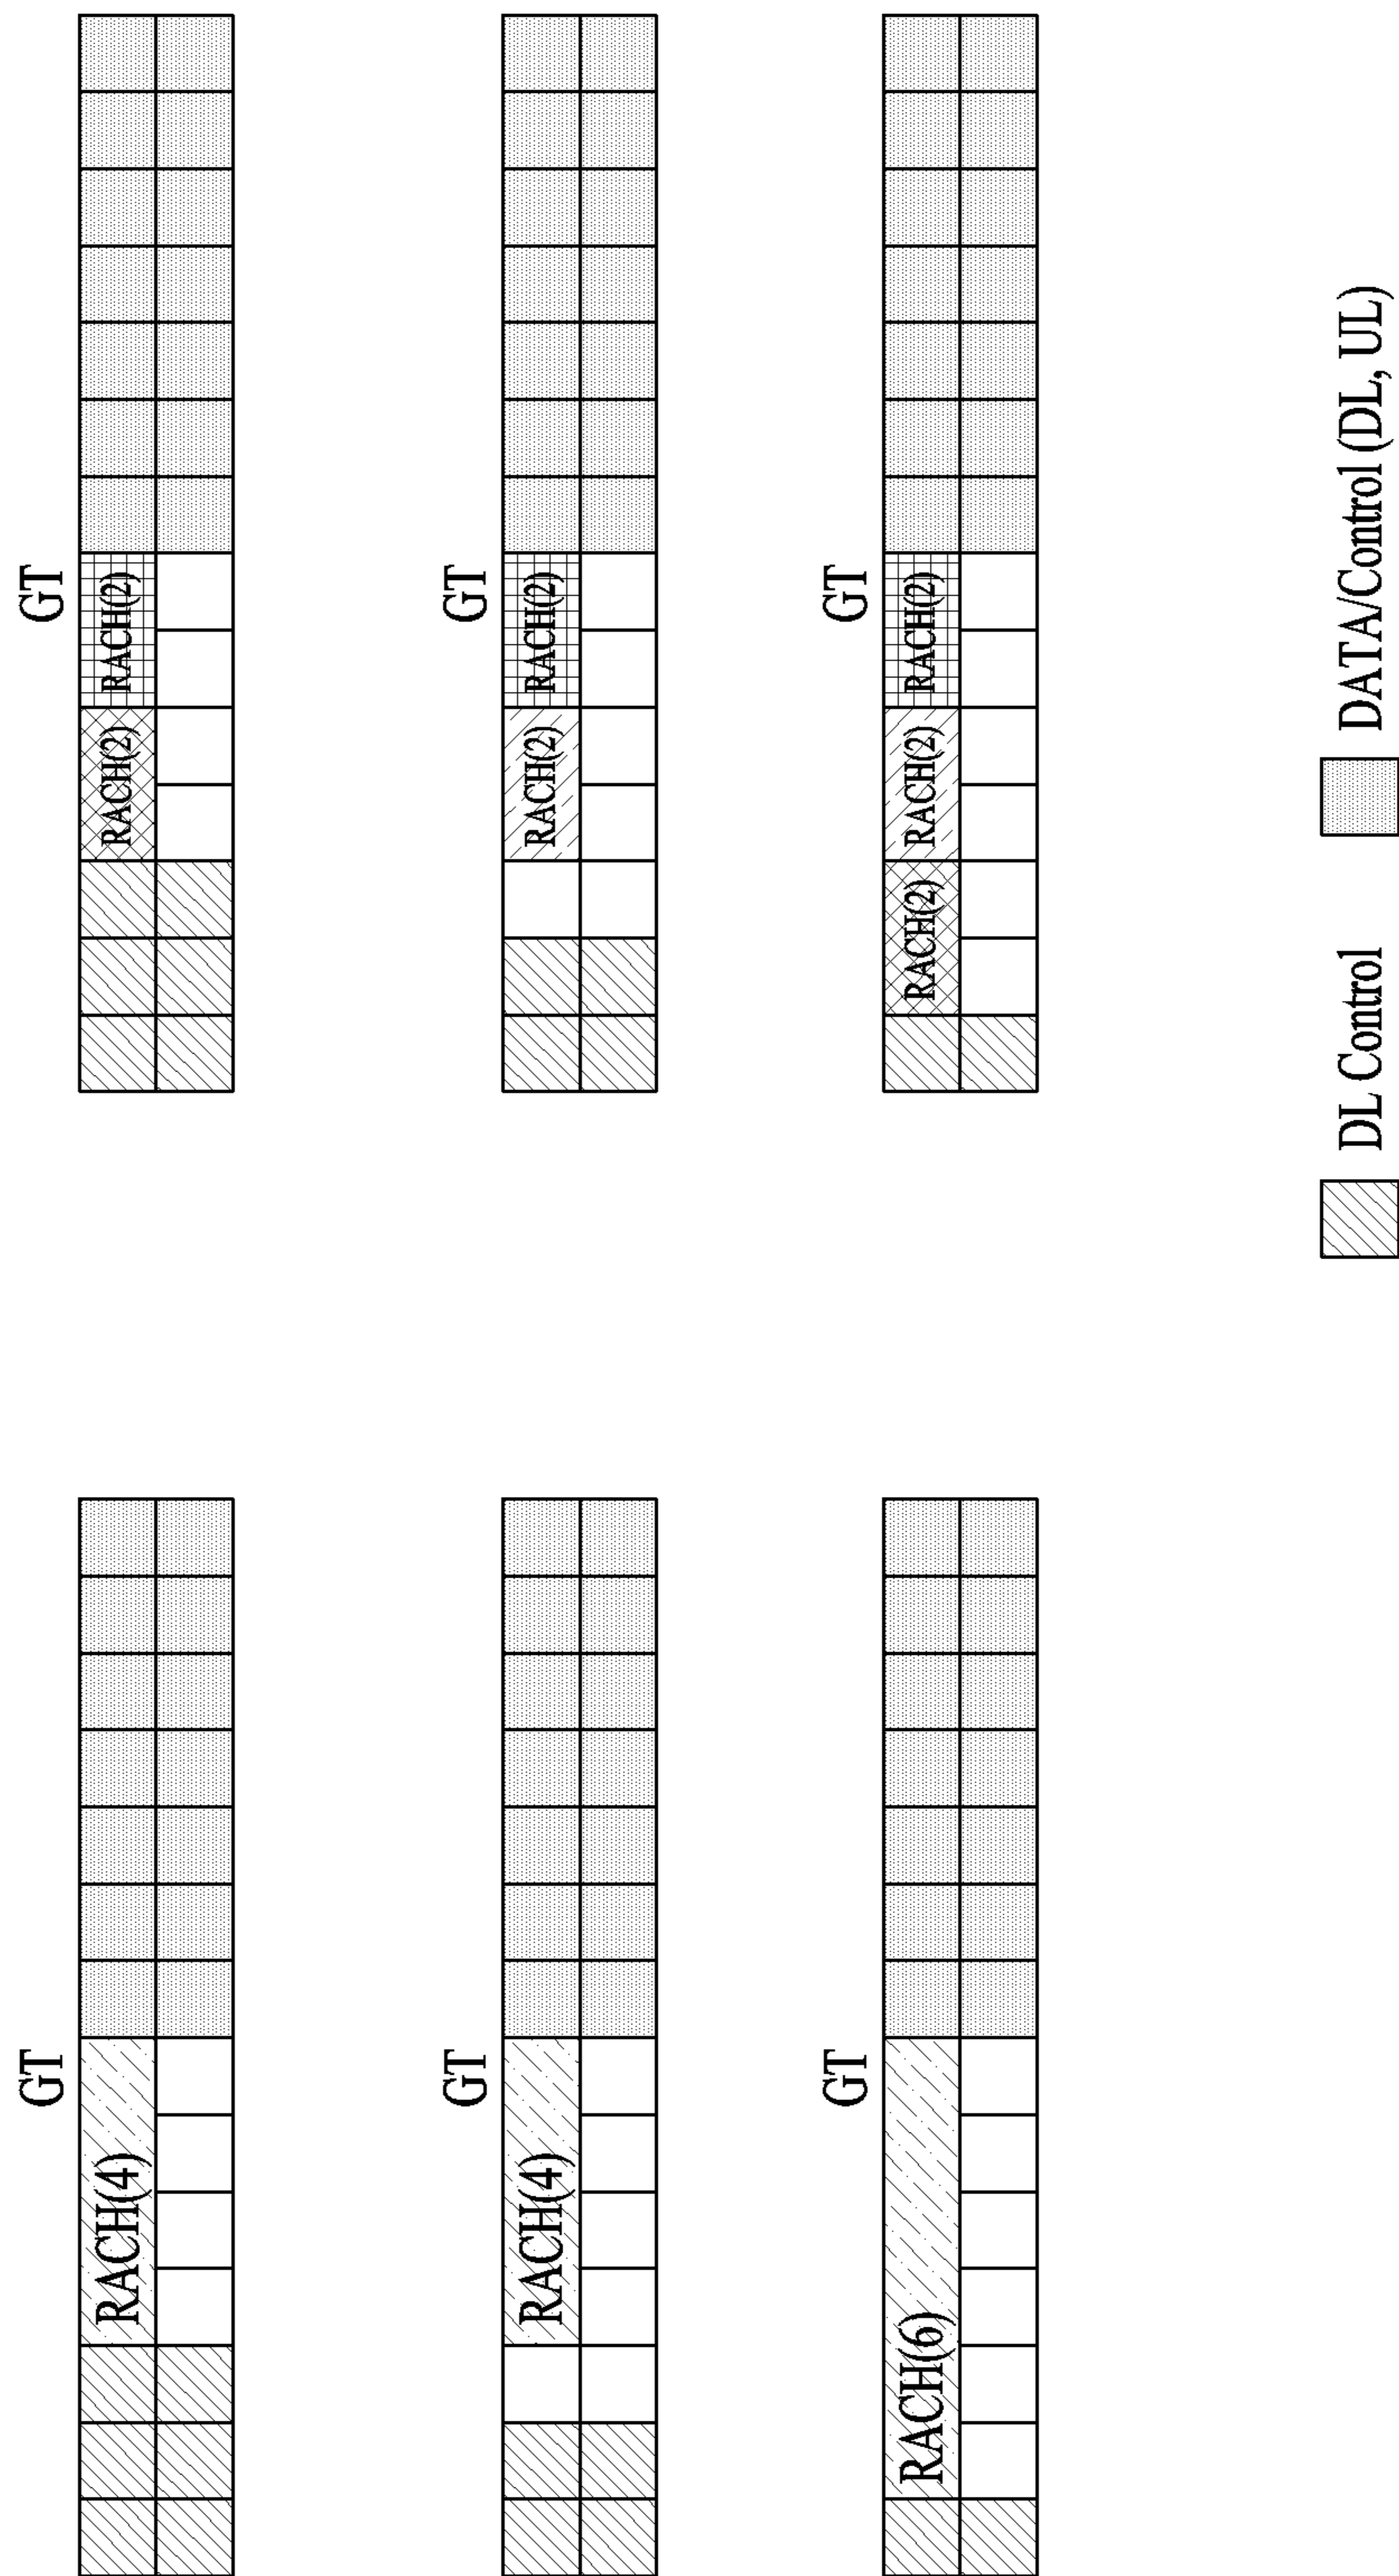 GT
GT
RACH(4)
RACH(2)
RACH(2)
GT
GT
RACH(4)
RACH(2)
RACH(2)
GT
GT
RACH(6)
RACH(2)
RACH(2)
RACH(2)
DL Control
DATA/Control (DL, UL)